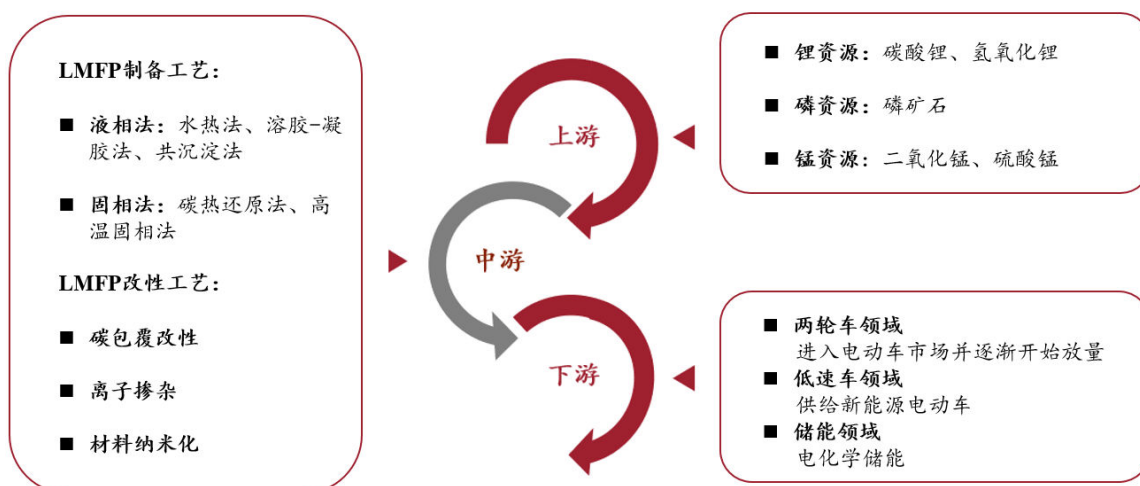 LMFP制备工艺：
■ 液相法：水热法、溶胶-凝
胶法、共沉淀法
■ 固相法：碳热还原法、高
温固相法
LMFP改性工艺：
■ 碳包覆改性
■ 离子掺杂
■ 材料纳米化
上游
中游
下游
■ 锂资源：碳酸锂、氢氧化锂
■ 磷资源：磷矿石
■ 锰资源：二氧化锰、硫酸锰
■ 两轮车领域
进入电动车市场并逐渐开始放量
■ 低速车领域
供给新能源电动车
■ 储能领域
电化学储能